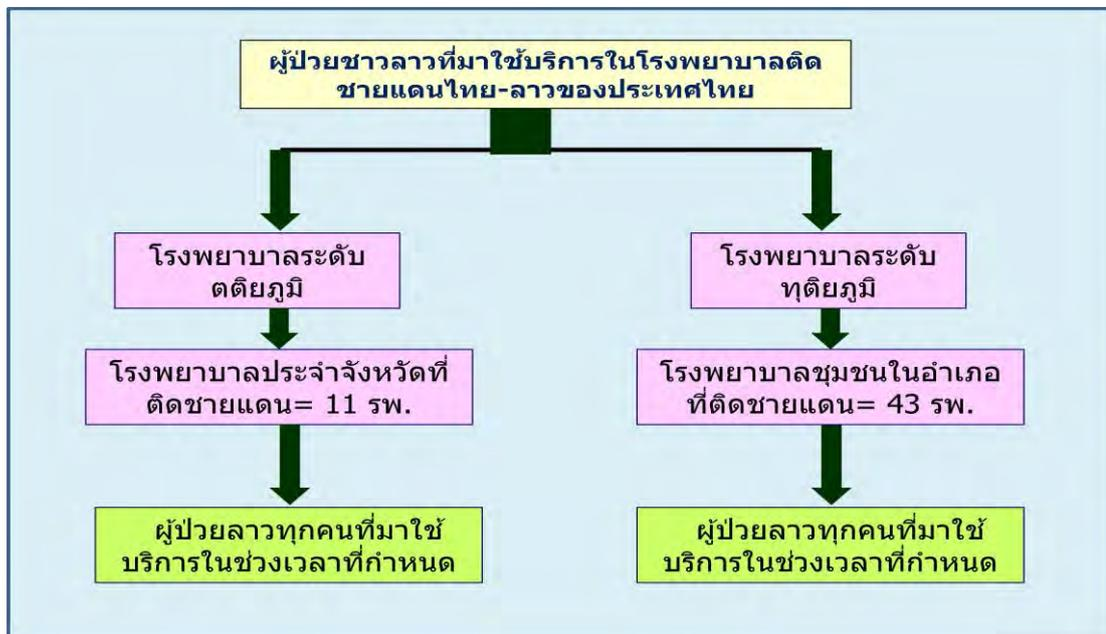 ผู้ป่วยชาวลาวที่มาใช้บริการในโรงพยาบาลติด
ชายแดนไทย-ลาวของประเทศไทย
โรงพยาบาลระดับ
ตติยภูมิ
โรงพยาบาลระดับ
ทุติยภูมิ
โรงพยาบาลประจำจังหวัดที่
ติดชายแดน= 11 รพ.
โรงพยาบาลชุมชนในอำเภอ
ที่ติดชายแดน= 43 รพ.
ผู้ป่วยลาวทุกคนที่มาใช้
บริการในช่วงเวลาที่กำหนด
ผู้ป่วยลาวทุกคนที่มาใช้
บริการในช่วงเวลาที่กำหนด